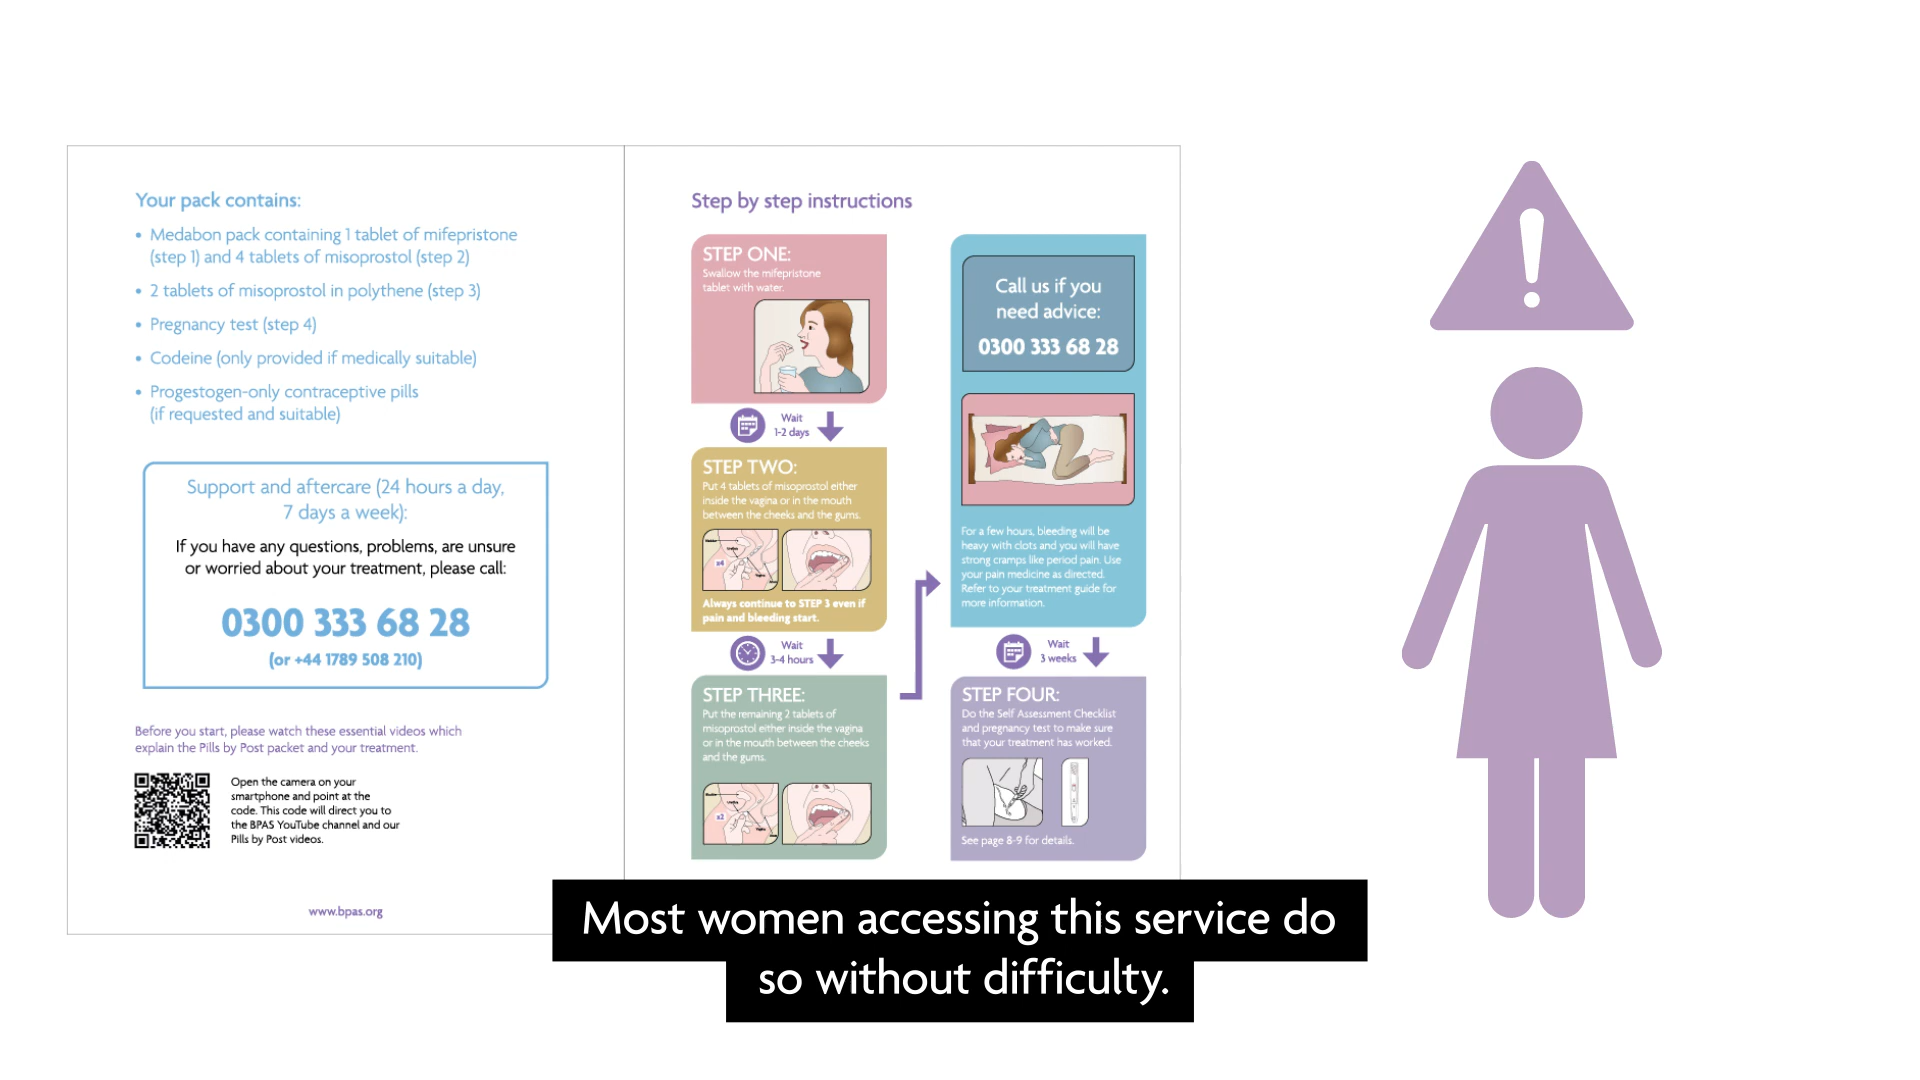 Your pack contains:
• Medabon pack containing 1 tablet of mifepristone
(step 1) and 4 tablets of misoprostol (step 2)
• 2 tablets of misoprostol in polythene (step 3)
• Pregnancy test (step 4)
• Codeine (only provided if medically suitable)
• Progestogen-only contraceptive pills
(if requested and suitable)
Support and aftercare (24 hours a day,
7 days a week):
If you have any questions, problems, are unsure
or worried about your treatment, please call:
0300 333 68 28
(or +44 1789 508 210)
Before you start, please watch these essential videos which
explain the Pills by Post packet and your treatment.
Open the camera on your
smartphone and point at the
code. This code will direct you to
the BPAS YouTube channel and our
Pills by Post videos.
www.bpas.org
Step by step instructions
STEP ONE:
Swallow the mifepristone
tablet with water.
Wait
1-2 days
STEP TWO:
Put 4 tablets of misoprostol either
inside the vagina or in the mouth
between the cheeks and the gums.
x4
Always continue to STEP 3 even if
pain and bleeding start.
Wait
3-4 hours
STEP THREE:
Put the remaining 2 tablets of
misoprostol either inside the vagina
or in the mouth between the cheeks
and the gums.
x2
Call us if you
need advice:
0300 333 68 28
For a few hours, bleeding will be
heavy with clots and you will have
strong cramps like period pain. Use
your pain medicine as directed.
Refer to your treatment guide for
more information.
Wait
3 weeks
STEP FOUR:
Do the Self Assessment Checklist
and pregnancy test to make sure
that your treatment has worked.
See page 8-9 for details.
Most women accessing this service do
so without difficulty.